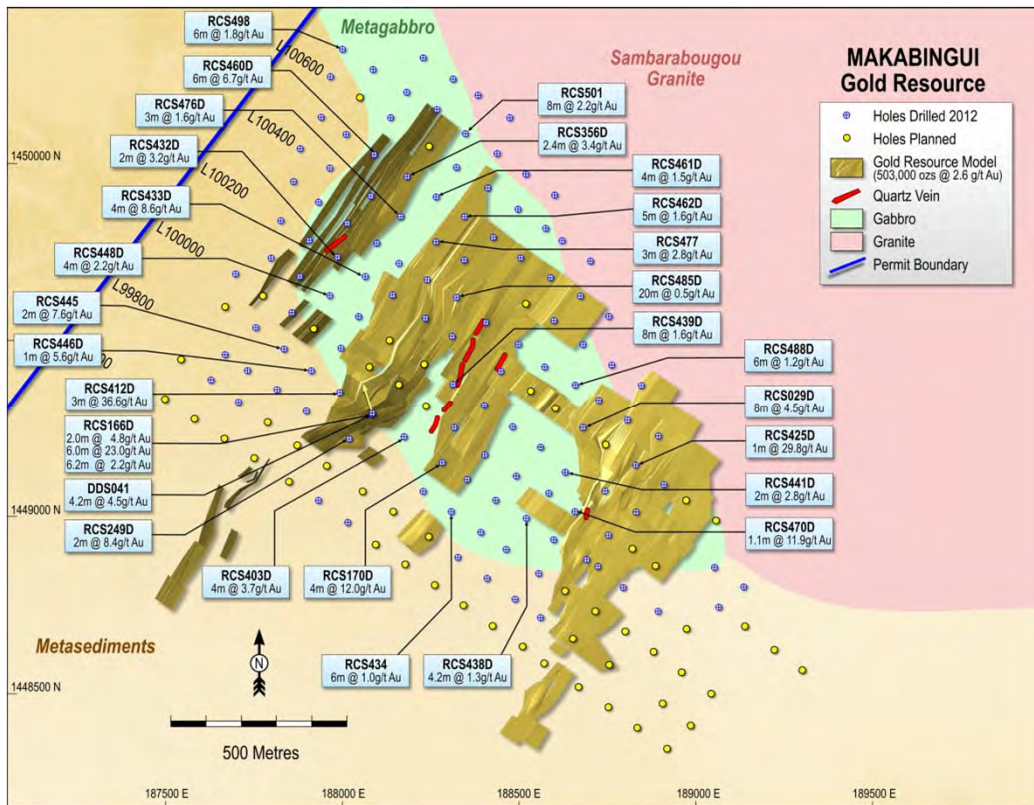 Metagabbro
Sambarabougou
Granite
Metasediments
MAKABINGUI
Gold Resource
Holes Drilled 2012
Holes Planned
Gold Resource Model
(503,000 ozs @ 2.6 g/t Au)
Quartz Vein
Gabbro
Granite
Permit Boundary
RCS498
6m @ 1.8g/t Au
RCS460D
6m @ 6.7g/t Au
RCS476D
3m @ 1.6g/t Au
RCS432D
2m @ 3.2g/t Au
RCS433D
4m @ 8.6g/t Au
RCS448D
4m @ 2.2g/t Au
RCS445
2m @ 7.6g/t Au
RCS446D
1m @ 5.6g/t Au
RCS412D
3m @ 36.6g/t Au
RCS166D
2.0m @ 4.8g/t Au
6.0m @ 23.0g/t Au
6.2m @ 2.2g/t Au
DDS041
4.2m @ 4.5g/t Au
RCS249D
2m @ 8.4g/t Au
RCS403D
4m @ 3.7g/t Au
RCS170D
4m @ 12.0g/t Au
RCS434
6m @ 1.0g/t Au
RCS438D
4.2m @ 1.3g/t Au
RCS501
8m @ 2.2g/t Au
RCS356D
2.4m @ 3.4g/t Au
RCS461D
4m @ 1.5g/t Au
RCS462D
5m @ 1.6g/t Au
RCS477
3m @ 2.8g/t Au
RCS485D
20m @ 0.5g/t Au
RCS439D
8m @ 1.6g/t Au
RCS488D
6m @ 1.2g/t Au
RCS029D
8m @ 4.5g/t Au
RCS425D
1m @ 29.8g/t Au
RCS441D
2m @ 2.8g/t Au
RCS470D
1.1m @ 11.9g/t Au
L100600
L100400
L100200
L100000
L99800
1450000 N
1449000 N
1448500 N
N
500 Metres
187500 E
188000 E
188500 E
189000 E
189500 E